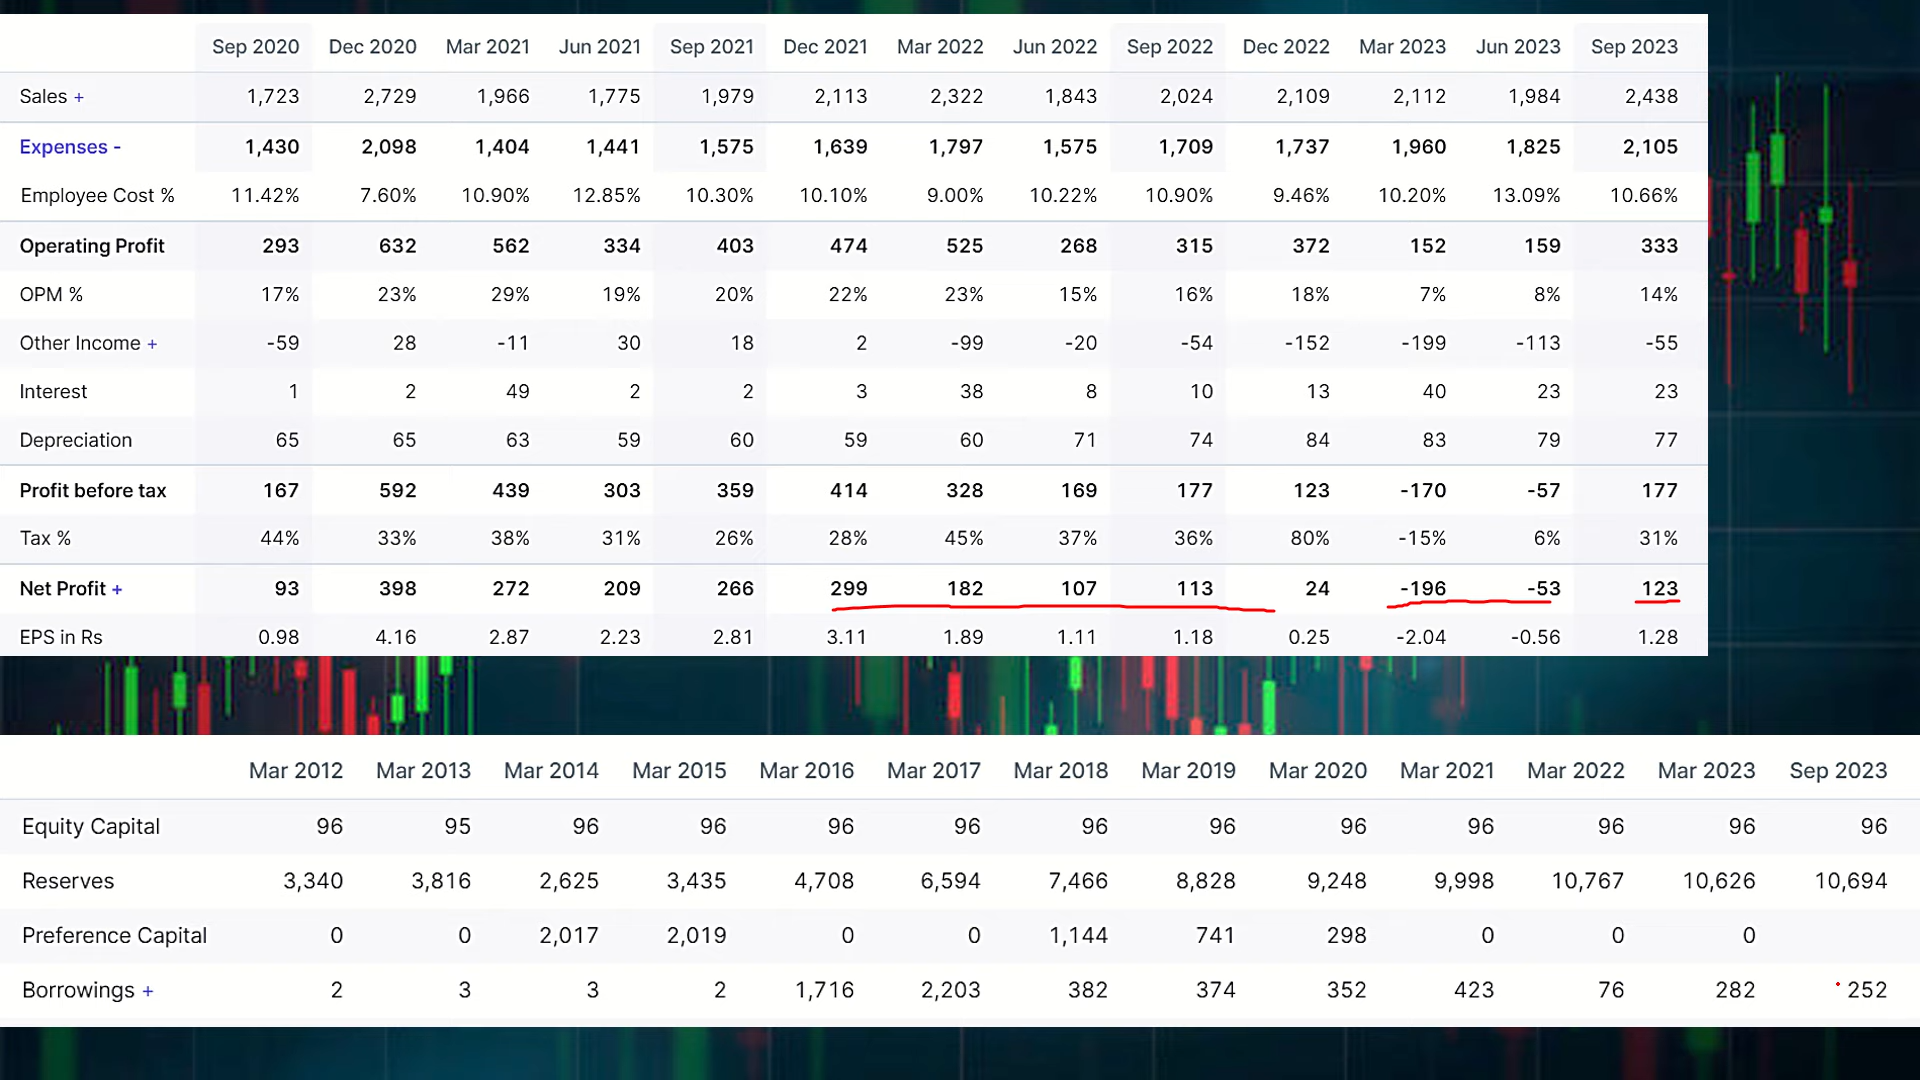 Sep 2020 Dec 2020 Mar 2021 Jun 2021 Sep 2021 Dec 2021 Mar 2022 Jun 2022 Sep 2022 Dec 2022 Mar 2023 Jun 2023 Sep 2023
Sales + 1,723 2,729 1,966 1,775 1,979 2,113 2,322 1,843 2,024 2,109 2,112 1,984 2,438
Expenses - 1,430 2,098 1,404 1,441 1,575 1,639 1,797 1,575 1,709 1,737 1,960 1,825 2,105
Employee Cost % 11.42% 7.60% 10.90% 12.85% 10.30% 10.10% 9.00% 10.22% 10.90% 9.46% 10.20% 13.09% 10.66%
Operating Profit 293 632 562 334 403 474 525 268 315 372 152 159 333
OPM % 17% 23% 29% 19% 20% 22% 23% 15% 16% 18% 7% 8% 14%
Other Income + -59 28 -11 30 18 2 -99 -20 -54 -152 -199 -113 -55
Interest 1 2 49 2 2 3 38 8 10 13 40 23 23
Depreciation 65 65 63 59 60 59 60 71 74 84 83 79 77
Profit before tax 167 592 439 303 359 414 328 169 177 123 -170 -57 177
Tax % 44% 33% 38% 31% 26% 28% 45% 37% 36% 80% -15% 6% 31%
Net Profit + 93 398 272 209 266 299 182 107 113 24 -196 -53 123
EPS in Rs 0.98 4.16 2.87 2.23 2.81 3.11 1.89 1.11 1.18 0.25 -2.04 -0.56 1.28
Mar 2012 Mar 2013 Mar 2014 Mar 2015 Mar 2016 Mar 2017 Mar 2018 Mar 2019 Mar 2020 Mar 2021 Mar 2022 Mar 2023 Sep 2023
Equity Capital 96 95 96 96 96 96 96 96 96 96 96 96 96
Reserves 3,340 3,816 2,625 3,435 4,708 6,594 7,466 8,828 9,248 9,998 10,767 10,626 10,694
Preference Capital 0 0 2,017 2,019 0 0 1,144 741 298 0 0 0
Borrowings + 2 3 3 2 1,716 2,203 382 374 352 423 76 282 252